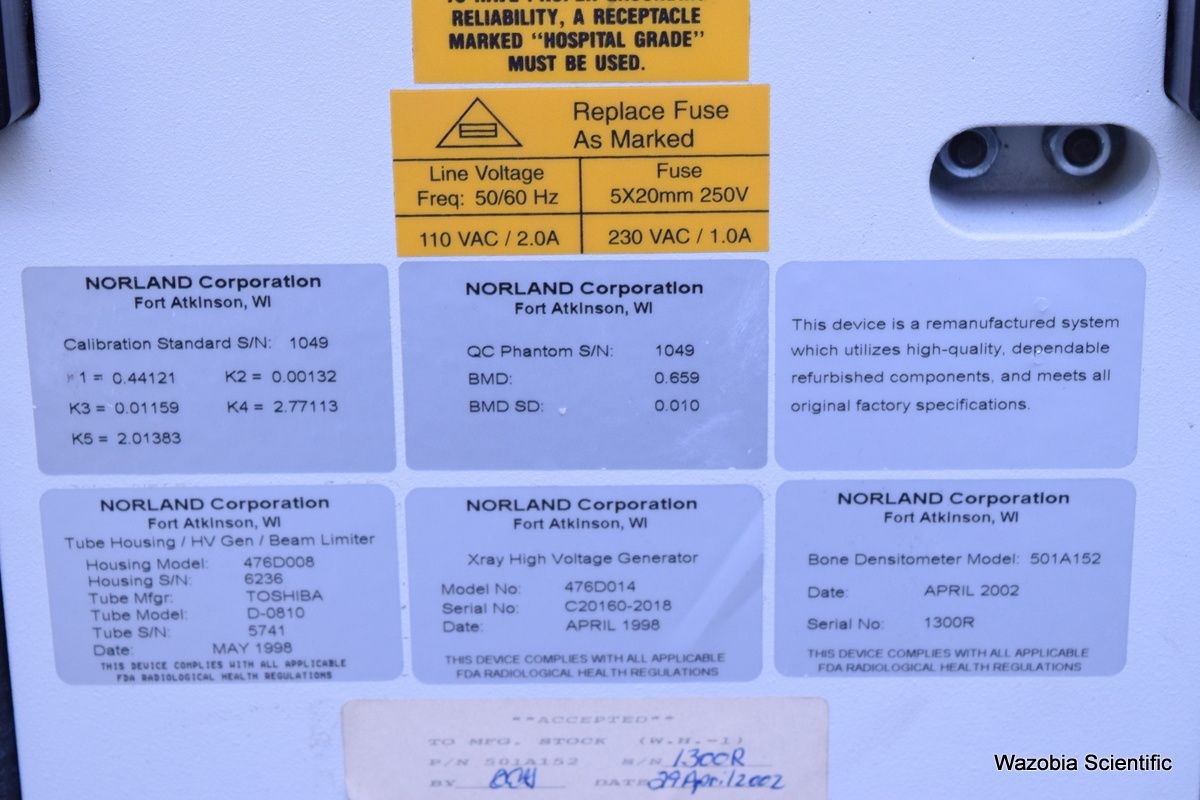 TO HAVE PROPER GROUNDING
RELIABILITY, A RECEPTACLE
MARKED "HOSPITAL GRADE"
MUST BE USED.
Replace Fuse
As Marked
Line Voltage
Freq: 50/60 Hz
Fuse
5X20mm 250V
110 VAC / 2.0A
230 VAC / 1.0A
NORLAND Corporation
Fort Atkinson, WI
Calibration Standard S/N: 1049
K1 = 0.44121 K2 = 0.00132
K3 = 0.01159 K4 = 2.77113
K5 = 2.01383
NORLAND Corporation
Fort Atkinson, WI
QC Phantom S/N: 1049
BMD: 0.659
BMD SD: 0.010
This device is a remanufactured system
which utilizes high-quality, dependable
refurbished components, and meets all
original factory specifications.
NORLAND Corporation
Fort Atkinson, WI
Tube Housing / HV Gen / Beam Limiter
Housing Model: 476D008
Housing S/N: 6236
Tube Mfgr: TOSHIBA
Tube Model: D-0810
Tube S/N: 5741
Date: MAY 1998
THIS DEVICE COMPLIES WITH ALL APPLICABLE
FDA RADIOLOGICAL HEALTH REGULATIONS
NORLAND Corporation
Fort Atkinson, WI
Xray High Voltage Generator
Model No: 476D014
Serial No: C20160-2018
Date: APRIL 1998
THIS DEVICE COMPLIES WITH ALL APPLICABLE
FDA RADIOLOGICAL HEALTH REGULATIONS
NORLAND Corporation
Fort Atkinson, WI
Bone Densitometer Model: 501A152
Date: APRIL 2002
Serial No: 1300R
THIS DEVICE COMPLIES WITH ALL APPLICABLE
FDA RADIOLOGICAL HEALTH REGULATIONS
**ACCEPTED**
TO MFG. STOCK (W.H.-1)
P/N 501A152 S/N 1300R
BY DATE 29 April 2002
Wazobia Scientific